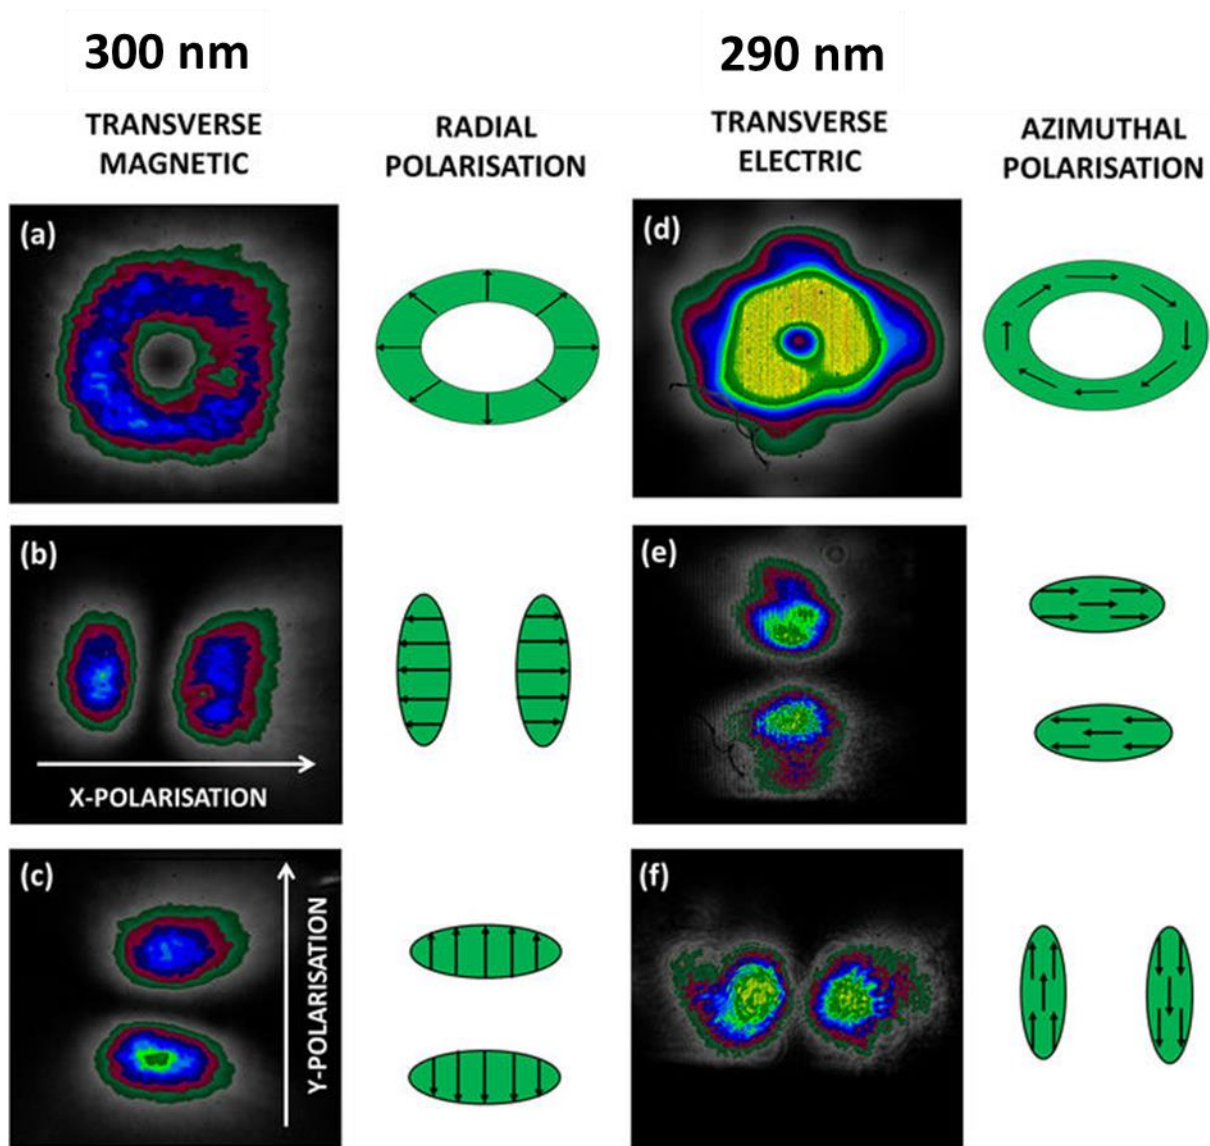 300 nm
290 nm
TRANSVERSE
MAGNETIC
RADIAL
POLARISATION
TRANSVERSE
ELECTRIC
AZIMUTHAL
POLARISATION
(a)
(d)
(b)
X-POLARISATION
(e)
(c)
Y-POLARISATION
(f)